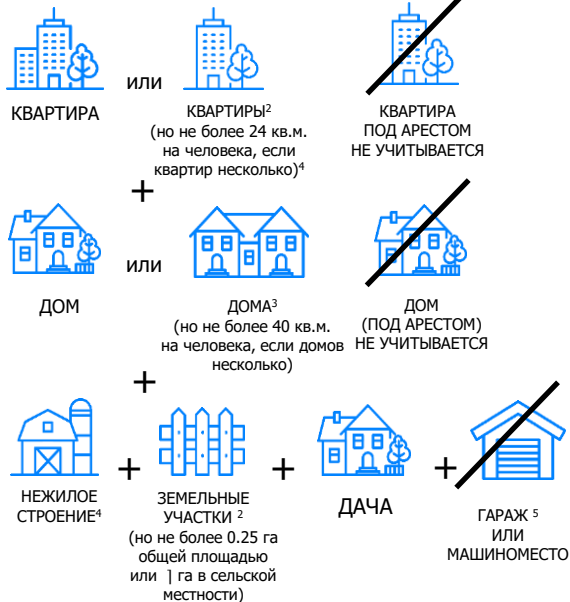 КВАРТИРА
или
КВАРТИРЫ²
(но не более 24 кв.м.
на человека, если
квартир несколько)⁴
КВАРТИРА
ПОД АРЕСТОМ
НЕ УЧИТЫВАЕТСЯ
+
ДОМ
или
ДОМА³
(но не более 40 кв.м.
на человека, если домов
несколько)
ДОМ
(ПОД АРЕСТОМ)
НЕ УЧИТЫВАЕТСЯ
+
НЕЖИЛОЕ
СТРОЕНИЕ⁴
+
ЗЕМЕЛЬНЫЕ
УЧАСТКИ ²
(но не более 0.25 га
общей площадью
или 1 га в сельской
местности)
+
ДАЧА
+
ГАРАЖ ⁵
ИЛИ
МАШИНОМЕСТО